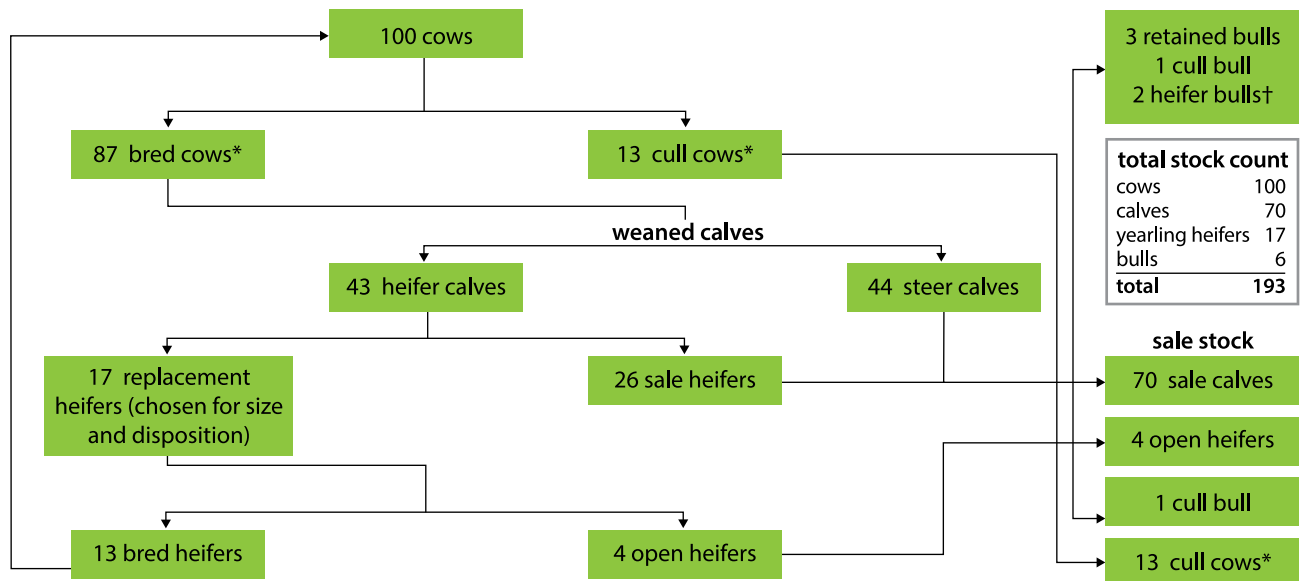 100 cows
3 retained bulls
1 cull bull
2 heifer bulls†
87 bred cows*
13 cull cows*
total stock count
cows 100
calves 70
yearling heifers 17
bulls 6
total 193
weaned calves
43 heifer calves
44 steer calves
17 replacement
heifers (chosen for size
and disposition)
26 sale heifers
sale stock
70 sale calves
4 open heifers
1 cull bull
13 cull cows*
13 bred heifers
4 open heifers